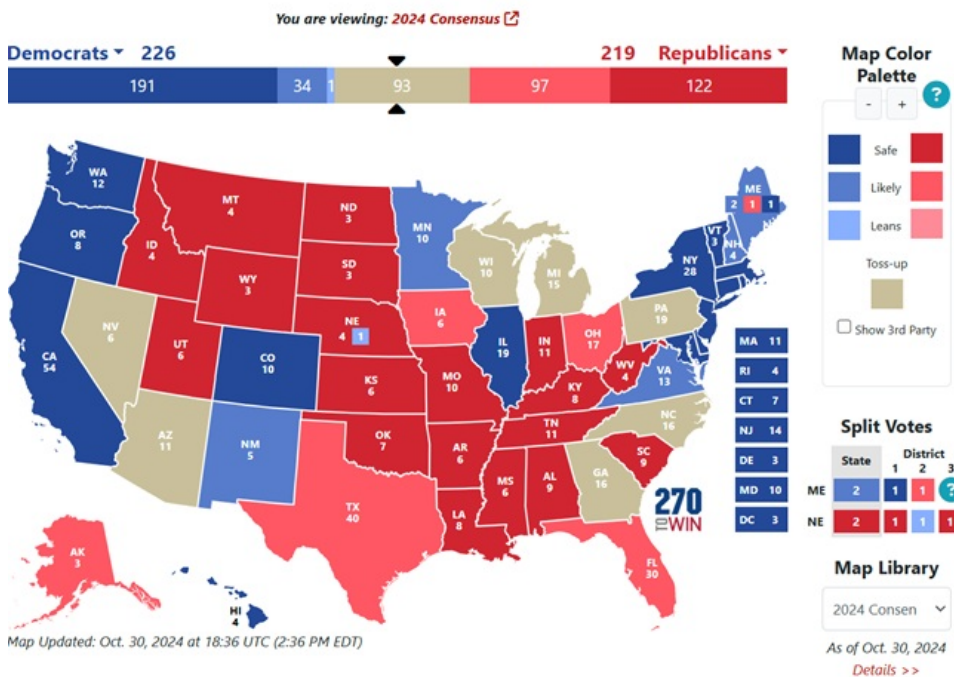 You are viewing: 2024 Consensus
Democrats 226
219 Republicans
191 34 1 93 97 122
Map Color
Palette
- + ?
Safe
Likely
Leans
Toss-up
Show 3rd Party
WA
12
OR
8
CA
54
NV
6
ID
4
MT
4
WY
3
UT
6
AZ
11
CO
10
NM
5
ND
3
SD
3
NE
4 1
KS
6
OK
7
TX
40
MN
10
IA
6
MO
10
AR
6
LA
8
WI
10
IL
19
MI
15
IN
11
OH
17
KY
8
TN
11
MS
6
AL
9
GA
16
FL
30
SC
9
NC
16
VA
13
WV
4
PA
19
NY
28
VT
3
NH
4
ME
2 1 1
AK
3
HI
4
MA 11
RI 4
CT 7
NJ 14
DE 3
MD 10
DC 3
270
TO WIN
Split Votes
State District
1 2 3
ME 2 1 1 ?
NE 2 1 1 1
Map Library
2024 Consen
As of Oct. 30, 2024
Details >>
Map Updated: Oct. 30, 2024 at 18:36 UTC (2:36 PM EDT)